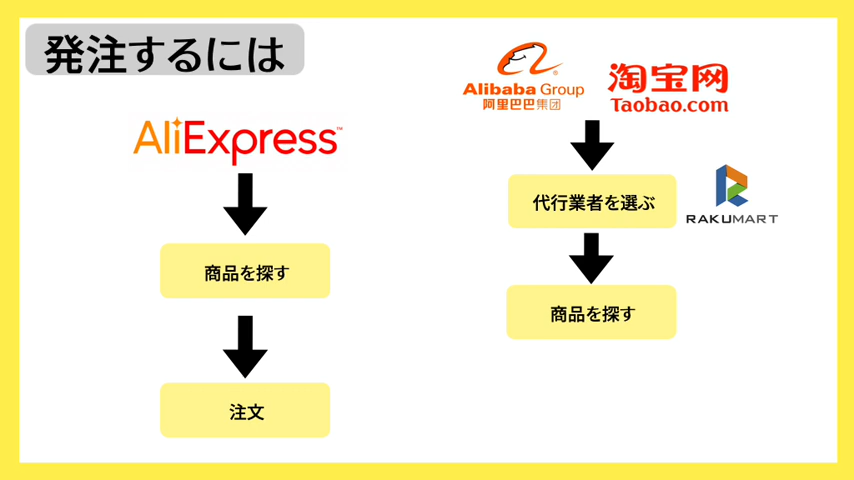 発注するには
AliExpress™
商品を探す
注文
Alibaba Group
阿里巴巴集团
®
淘宝网
Taobao.com
代行業者を選ぶ
RAKUMART
商品を探す